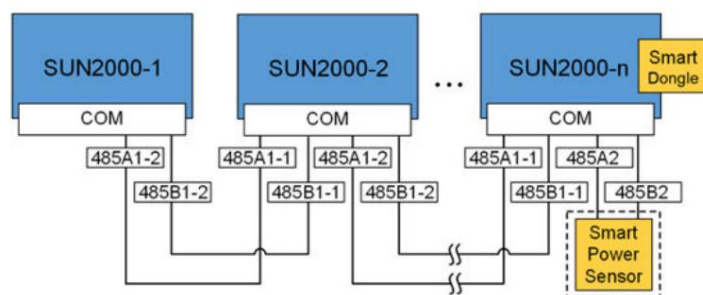 SUN2000-1
SUN2000-2
...
SUN2000-n
Smart
Dongle
COM
COM
COM
485A1-2
485A1-1
485A1-2
485A1-1
485A2
485B1-2
485B1-1
485B1-2
485B1-1
485B2
Smart
Power
Sensor